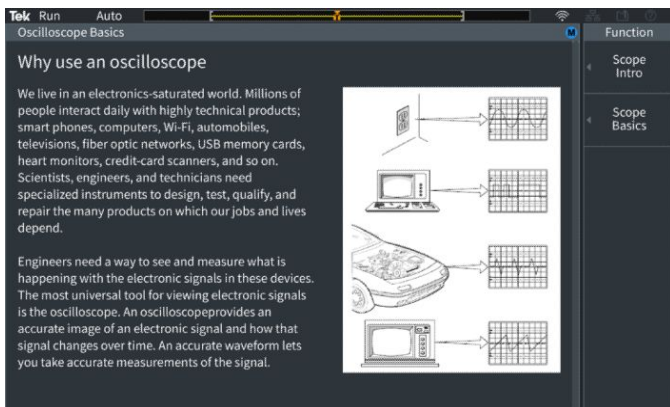 Tek Run Auto
Oscilloscope Basics
M
Function
Why use an oscilloscope
We live in an electronics-saturated world. Millions of
people interact daily with highly technical products;
smart phones, computers, Wi-Fi, automobiles,
televisions, fiber optic networks, USB memory cards,
heart monitors, credit-card scanners, and so on.
Scientists, engineers, and technicians need
specialized instruments to design, test, qualify, and
repair the many products on which our jobs and lives
depend.
Engineers need a way to see and measure what is
happening with the electronic signals in these devices.
The most universal tool for viewing electronic signals
is the oscilloscope. An oscilloscopeprovides an
accurate image of an electronic signal and how that
signal changes over time. An accurate waveform lets
you take accurate measurements of the signal.
Scope
Intro
Scope
Basics